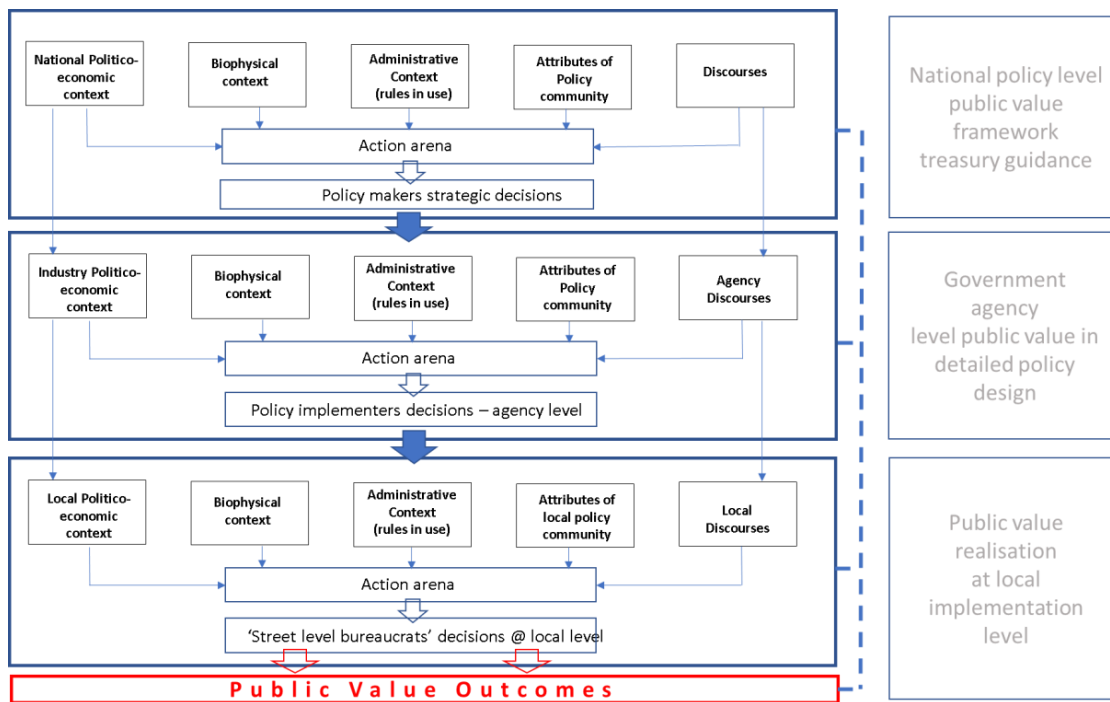 National Politico-
economic
context
Biophysical
context
Administrative
Context
(rules in use)
Attributes of
Policy
community
Discourses
Action arena
Policy makers strategic decisions
National policy level
public value
framework
treasury guidance
Industry Politico-
economic
context
Biophysical
context
Administrative
Context
(rules in use)
Attributes of
Policy
community
Agency
Discourses
Action arena
Policy implementers decisions – agency level
Government
agency
level public value in
detailed policy
design
Local Politico-
economic
context
Biophysical
context
Administrative
Context
(rules in use)
Attributes of
local policy
community
Local
Discourses
Action arena
‘Street level bureaucrats’ decisions @ local level
Public value
realisation
at local
implementation
level
Public Value Outcomes